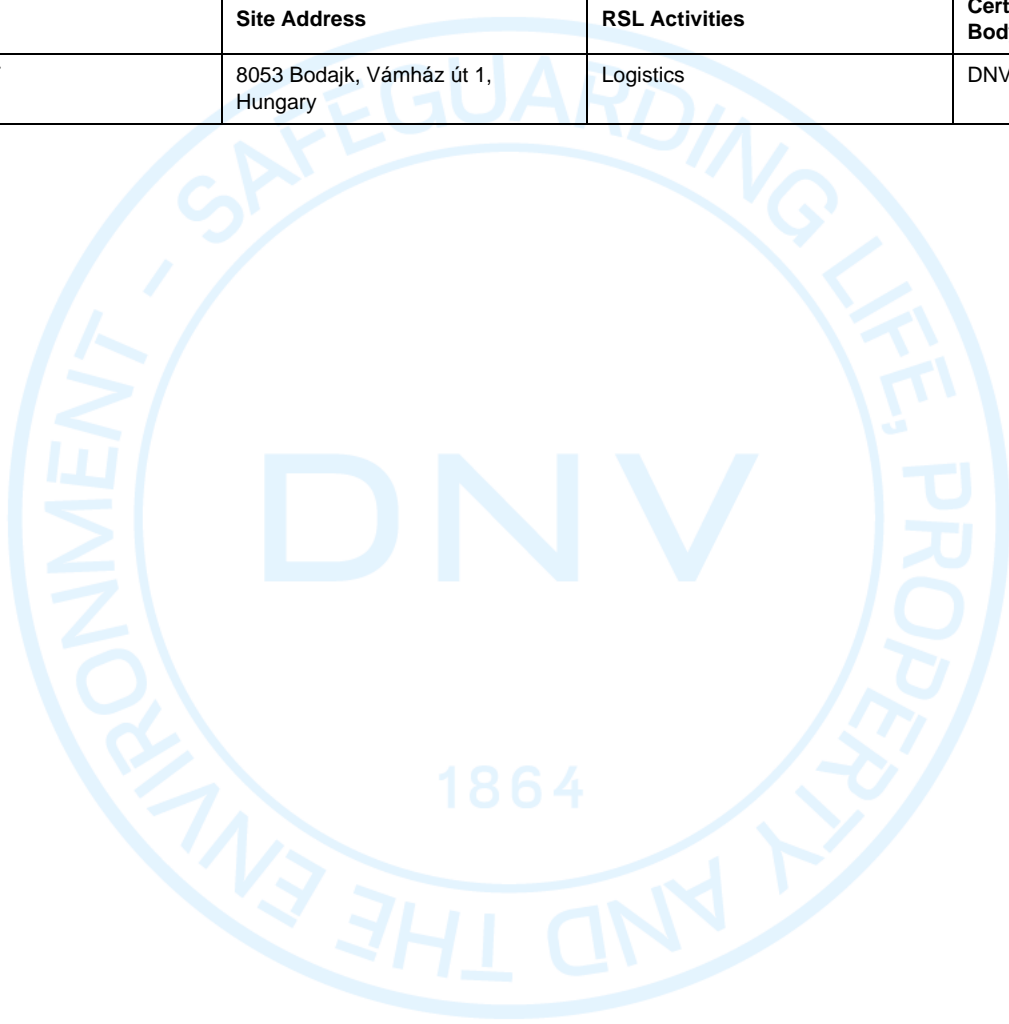 Site Address
RSL Activities
8053 Bodajk, Vámház út 1,
Hungary
Logistics
DNV
SAFEGUARDING LIFE, PROPERTY AND THE ENVIRONMENT -
DNV
1864